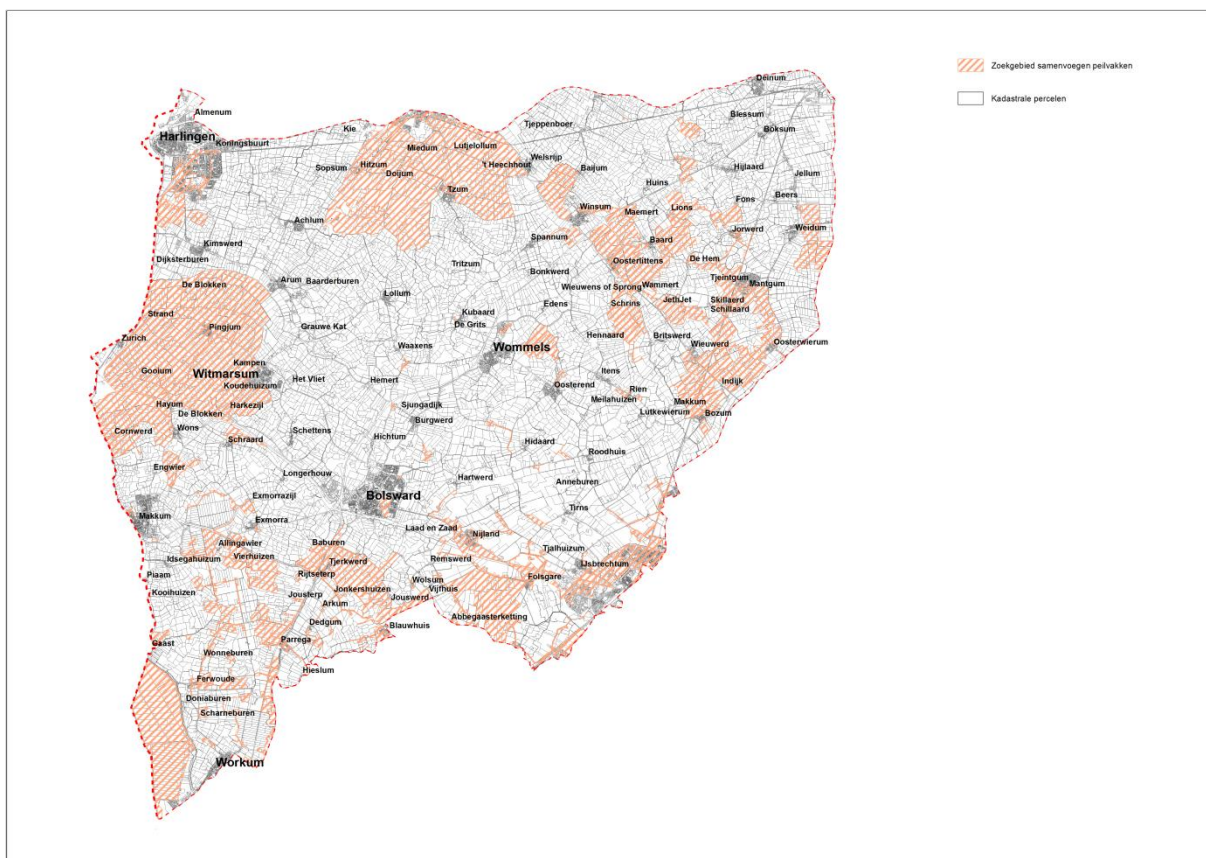 Zoekgebied samenvoegen peilvakken
Kadastrale percelen
Deinum
Almenum
Blessum
Tjeppenboer
Kie
Boksum
Harlingen
Koningsbuurt
Miedum
Lutjelollum
't Heechhout
Welsrijp
Sopsum
Hitzum
Doijum
Baijum
Hijlaard
Jellum
Huins
Tzum
Beers
Fons
Winsum
Maemert
Lions
Achlum
Jorwerd
Weidum
Kimswerd
Spannum
Baard
Dijksterburen
Tritzum
Oosterlittens
De Hem
Bonkwerd
Tjeintgum
Mantgum
De Blokken
Arum
Baarderburen
Wieuwens of Sprong
Wammert
Lollum
Jeth
Jet
Skillaerd
Schillaard
Strand
Edens
Schrins
Kubaard
De Grits
Pingjum
Grauwe Kat
Hennaard
Britswerd
Zurich
Waaxens
Wommels
Wieuwerd
Oosterwierum
Kampen
Gooium
Witmarsum
Koudehuizum
Het Vliet
Hemert
Itens
Indijk
Oosterend
Rien
Meilahuizen
Makkum
Hayum
De Blokken
Harkezijl
Sjungadijk
Lutkewierum
Bozum
Burgwerd
Cornwerd
Wons
Schraard
Schettens
Hichtum
Hidaard
Roodhuis
Engwier
Longerhouw
Hartwerd
Anneburen
Exmorrazijl
Bolsward
Tirns
Makkum
Exmorra
Laad en Zaad
Nijland
Allingawier
Baburen
Tjalhuizum
Idsegahuizum
Vierhuizen
Tjerkwerd
Remswerd
IJsbrechtum
Piaam
Rijtseterp
Wolsum
Folsgare
Kooihuizen
Jousterp
Jonkershuizen
Jouswerd
Vijfhuis
Arkum
Abbegaasterketting
Dedgum
Blauwhuis
Gaast
Parrega
Wonneburen
Hieslum
Ferwoude
Doniaburen
Scharneburen
Workum